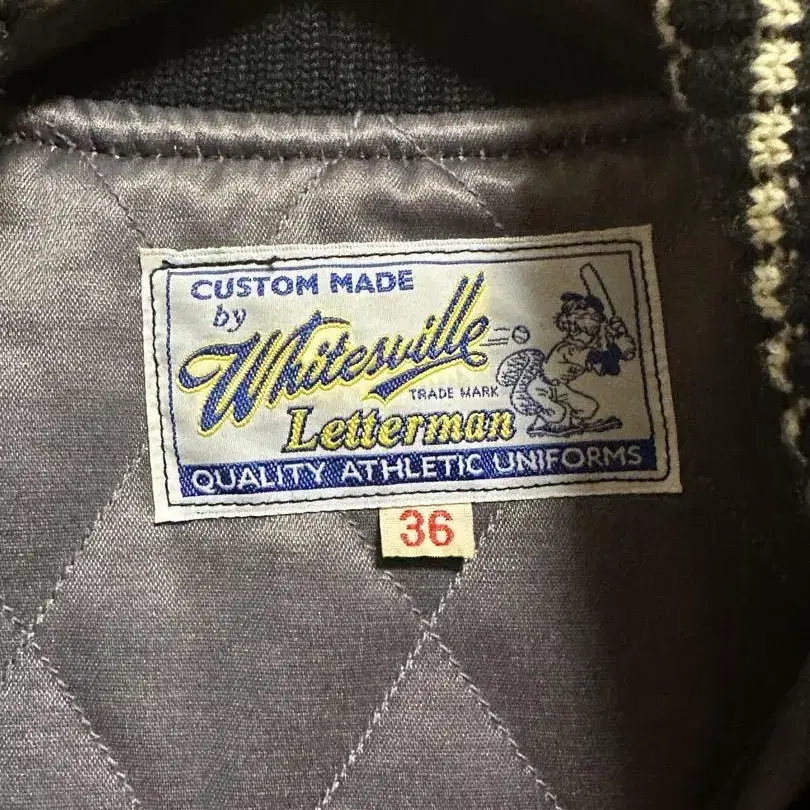 CUSTOM MADE
by
Whitesville
TRADE MARK
Letterman
QUALITY ATHLETIC UNIFORMS
36